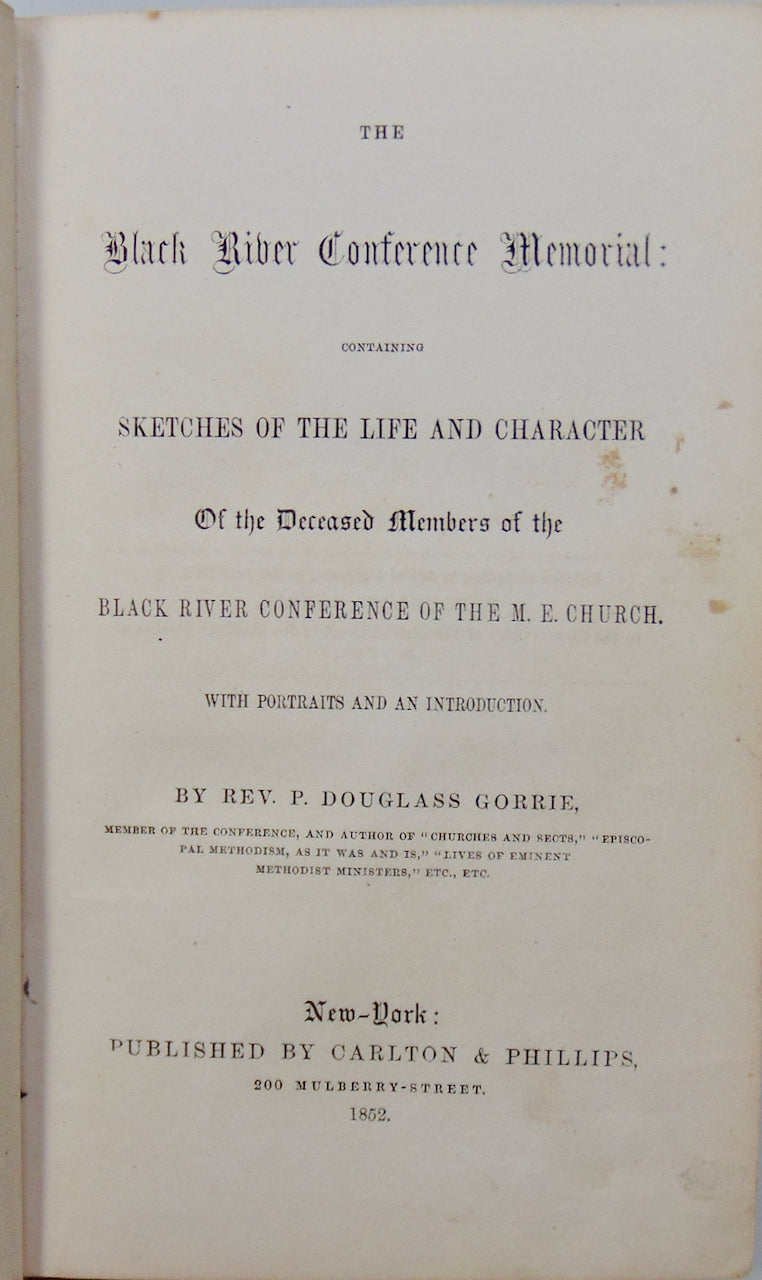 THE
Black River Conference Memorial:
CONTAINING
SKETCHES OF THE LIFE AND CHARACTER
Of the Deceased Members of the
BLACK RIVER CONFERENCE OF THE M. E. CHURCH.
WITH PORTRAITS AND AN INTRODUCTION.
BY REV. P. DOUGLASS GORRIE,
MEMBER OF THE CONFERENCE, AND AUTHOR OF “CHURCHES AND SECTS,” “EPISCO-
PAL METHODISM, AS IT WAS AND IS,” “LIVES OF EMINENT
METHODIST MINISTERS,” ETC., ETC.
New-York:
PUBLISHED BY CARLTON & PHILLIPS,
200 MULBERRY-STREET.
1852.